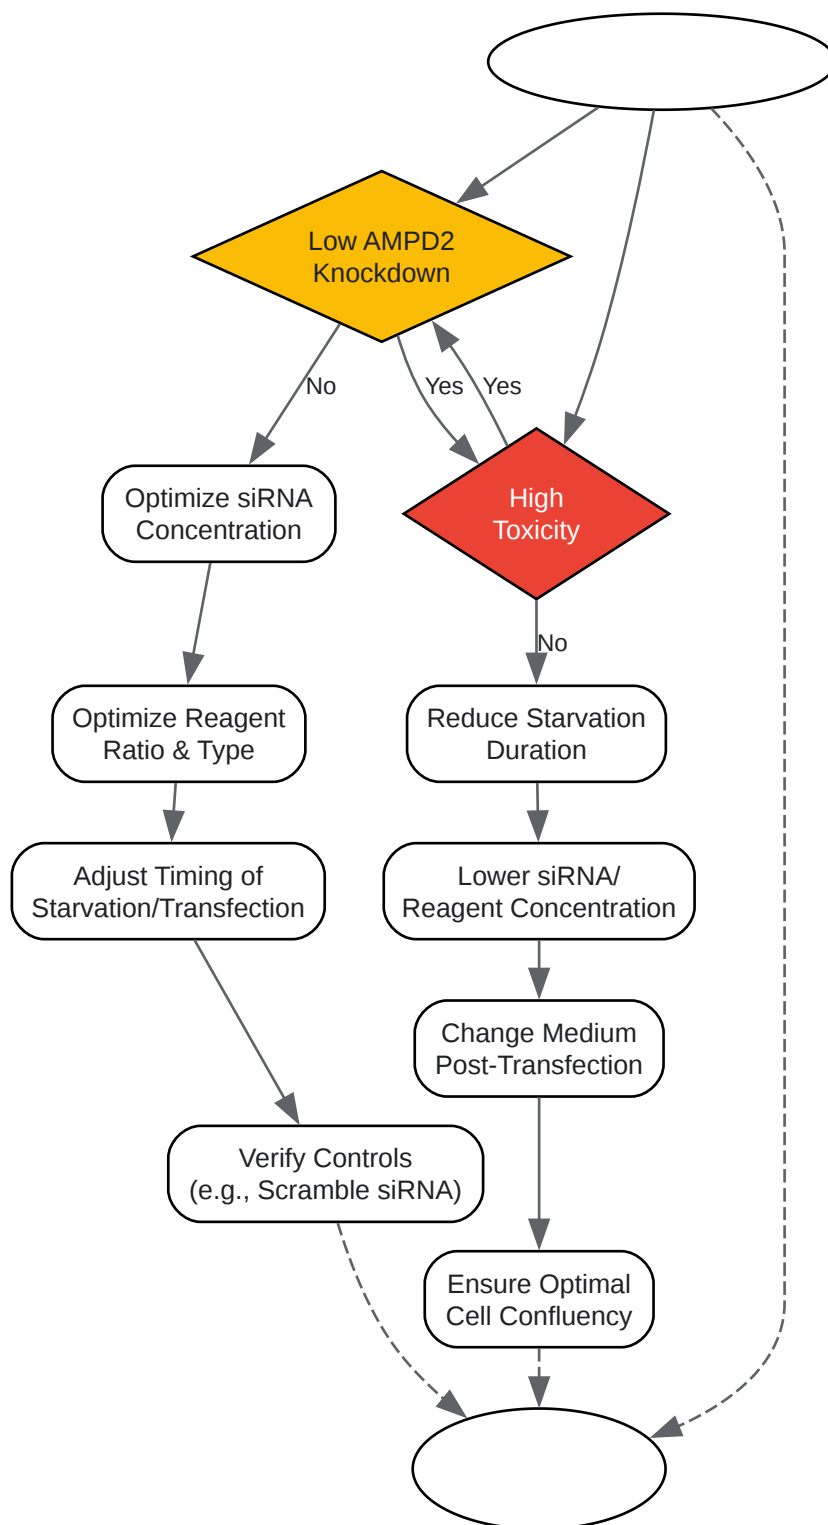 Low AMPD2
Knockdown
No
Yes
Yes
Optimize siRNA
Concentration
High
Toxicity
No
Optimize Reagent
Ratio & Type
Reduce Starvation
Duration
Adjust Timing of
Starvation/Transfection
Lower siRNA/
Reagent Concentration
Change Medium
Post-Transfection
Verify Controls
(e.g., Scramble siRNA)
Ensure Optimal
Cell Confluency